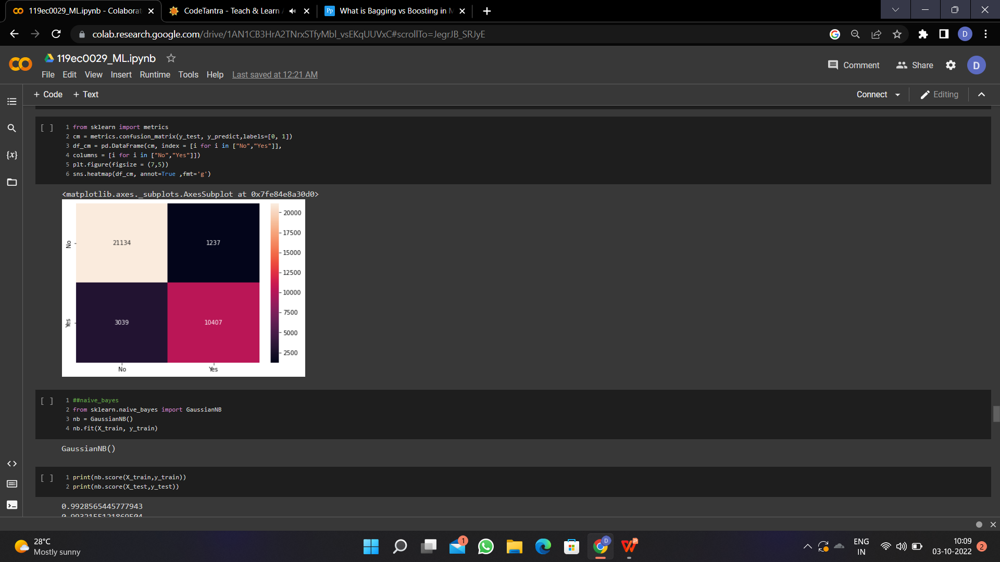 119ec0029_ML.ipynb - Colaborat
CodeTantra - Teach & Learn
What is Bagging vs Boosting in M
colab.research.google.com/drive/1AN1CB3HrA2TNrxSTfyMbl_vsEKqUUVxC#scrollTo=JegrJB_SRJyE
D
119ec0029_ML.ipynb
File Edit View Insert Runtime Tools Help Last saved at 12:21 AM
Comment Share D
+ Code + Text
Connect Editing
{x}
[ ]
1 from sklearn import metrics
2 cm = metrics.confusion_matrix(y_test, y_predict,labels=[0, 1])
3 df_cm = pd.DataFrame(cm, index = [i for i in ["No","Yes"]],
4 columns = [i for i in ["No","Yes"]])
5 plt.figure(figsize = (7,5))
6 sns.heatmap(df_cm, annot=True ,fmt='g')
<matplotlib.axes._subplots.AxesSubplot at 0x7fe84e8a30d0>
No
21134 1237
Yes
3039 10407
No Yes
20000
17500
15000
12500
10000
7500
5000
2500
[ ]
1 ##naive_bayes
2 from sklearn.naive_bayes import GaussianNB
3 nb = GaussianNB()
4 nb.fit(X_train, y_train)
GaussianNB()
[ ]
1 print(nb.score(X_train,y_train))
2 print(nb.score(X_test,y_test))
0.9928565445777943
0.9932155121869504
28°C
Mostly sunny
1
D
P
ENG
IN
10:09
03-10-2022
2